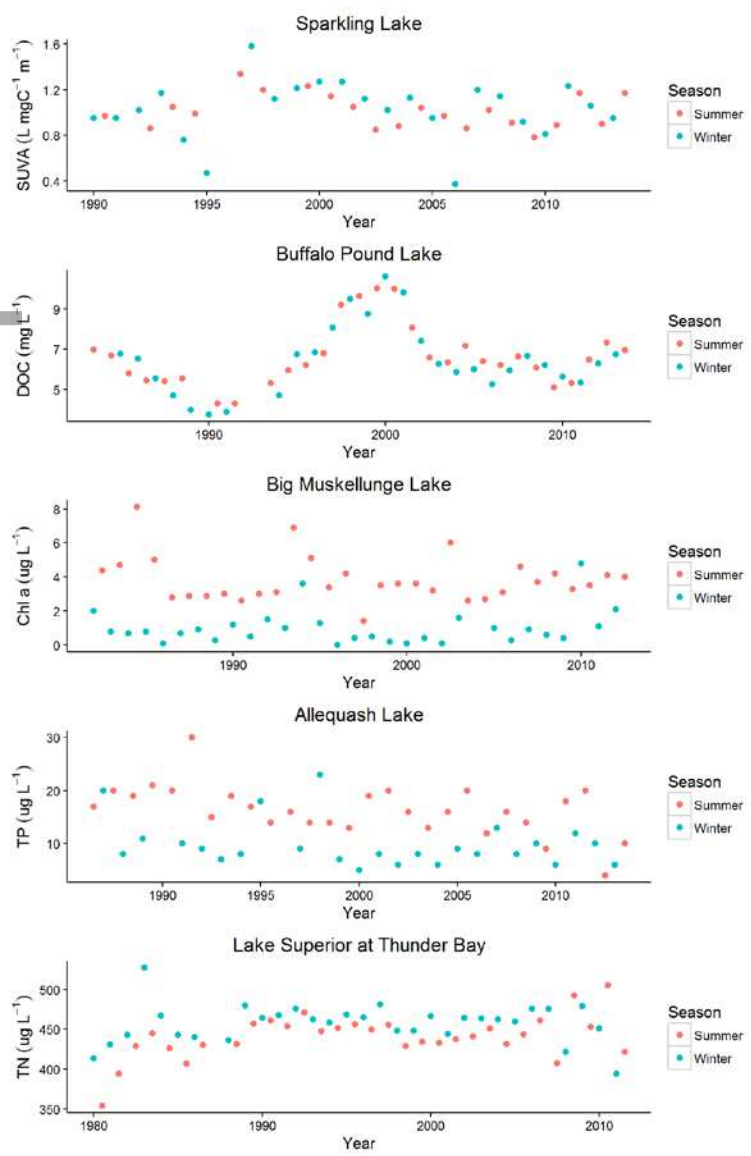 Sparkling Lake
SUVA (L mgC⁻¹ m⁻¹)
1.6
1.2
0.8
0.4
1990 1995 2000 2005 2010
Year
Season
Summer
Winter
Buffalo Pound Lake
DOC (mg L⁻¹)
9
7
5
1990 2000 2010
Year
Season
Summer
Winter
Big Muskellunge Lake
Chl a (ug L⁻¹)
8
6
4
2
0
1990 2000 2010
Year
Season
Summer
Winter
Allequash Lake
TP (ug L⁻¹)
30
20
10
1990 1995 2000 2005 2010
Year
Season
Summer
Winter
Lake Superior at Thunder Bay
TN (ug L⁻¹)
500
450
400
350
1980 1990 2000 2010
Year
Season
Summer
Winter